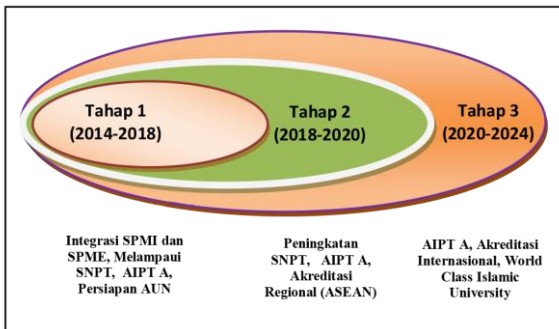 Tahap 1
(2014-2018)
Tahap 2
(2018-2020)
Tahap 3
(2020-2024)
Integrasi SPMI dan
SPME, Melampaui
SNPT, AIPT A,
Persiapan AUN
Peningkatan
SNPT, AIPT A,
Akreditasi
Regional (ASEAN)
AIPT A, Akreditasi
Internasional, World
Class Islamic
University